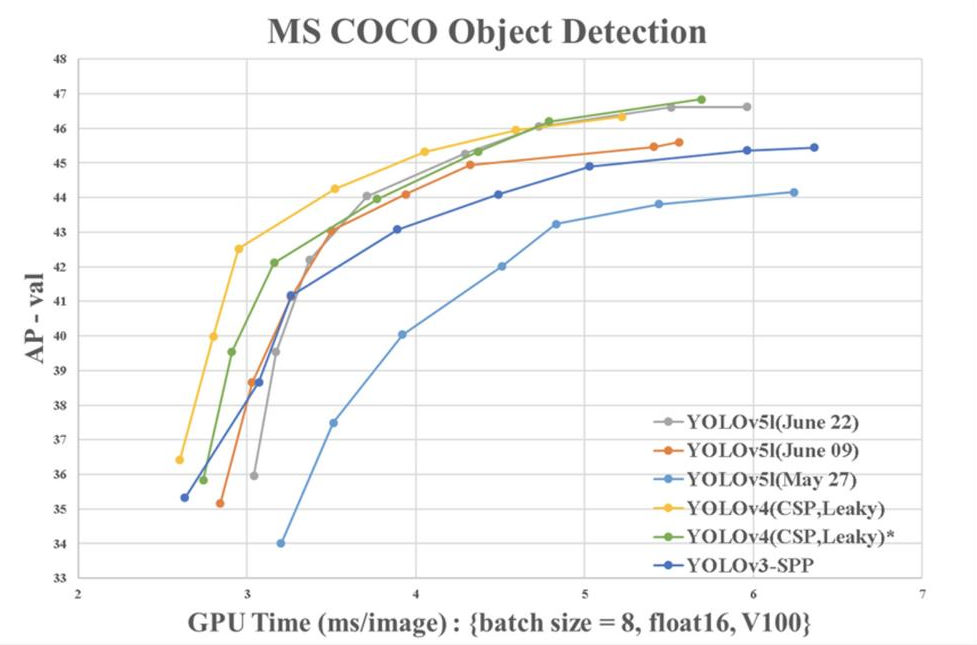 MS COCO Object Detection
48
47
46
45
44
43
42
41
40
39
38
37
36
35
34
33
AP - val
YOLOv5l(June 22)
YOLOv5l(June 09)
YOLOv5l(May 27)
YOLOv4(CSP,Leaky)
YOLOv4(CSP,Leaky)*
YOLOv3-SPP
2 3 4 5 6 7
GPU Time (ms/image) : {batch size = 8, float16, V100}